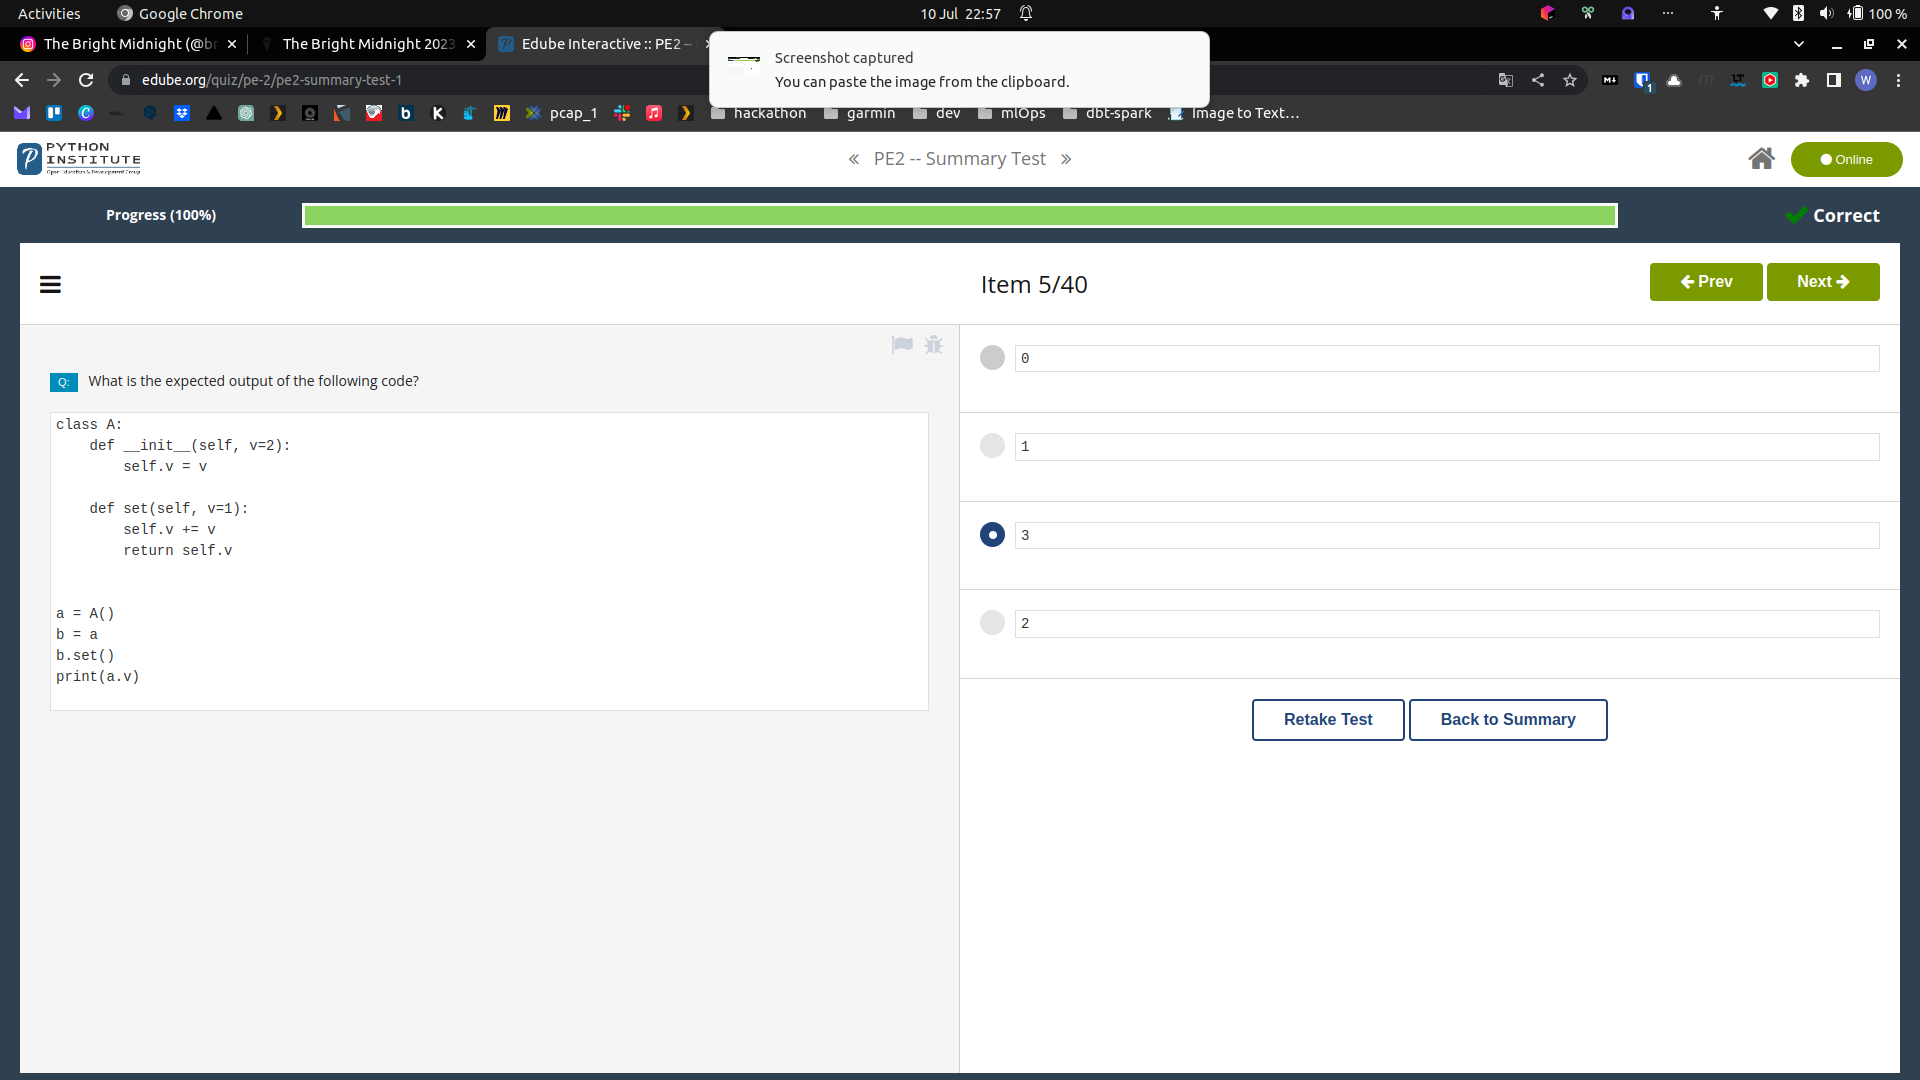 Activities
Google Chrome
10 Jul 22:57
100 %
The Bright Midnight (@br
The Bright Midnight 2023
Edube Interactive :: PE2 –
Screenshot captured
You can paste the image from the clipboard.
edube.org/quiz/pe-2/pe2-summary-test-1
1
W
pcap_1
hackathon
garmin
dev
mlOps
dbt-spark
Image to Text…
PYTHON
INSTITUTE
Open Education & Development Group
« PE2 -- Summary Test »
Online
Progress (100%)
Correct
Item 5/40
Prev
Next
Q: What is the expected output of the following code?
class A:
    def __init__(self, v=2):
        self.v = v
    def set(self, v=1):
        self.v += v
        return self.v
a = A()
b = a
b.set()
print(a.v)
0
1
3
2
Retake Test
Back to Summary